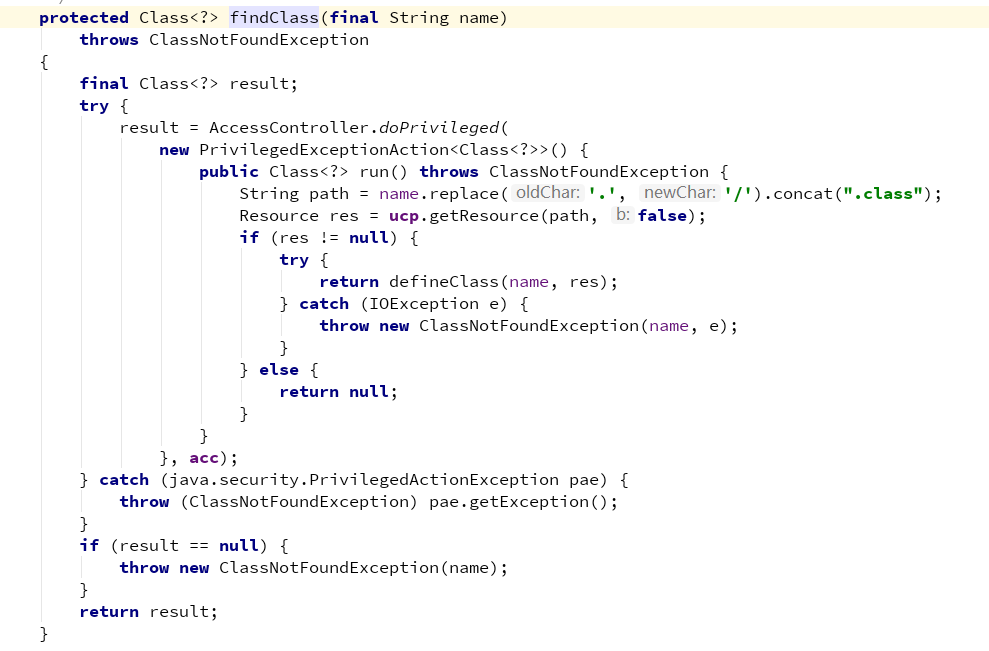 protected Class<?> findClass(final String name)
    throws ClassNotFoundException
{
    final Class<?> result;
    try {
        result = AccessController.doPrivileged(
            new PrivilegedExceptionAction<Class<?>>() {
                public Class<?> run() throws ClassNotFoundException {
                    String path = name.replace( oldChar: '.', newChar: '/').concat(".class");
                    Resource res = ucp.getResource(path, b: false);
                    if (res != null) {
                        try {
                            return defineClass(name, res);
                        } catch (IOException e) {
                            throw new ClassNotFoundException(name, e);
                        }
                    } else {
                        return null;
                    }
                }
            }, acc);
    } catch (java.security.PrivilegedActionException pae) {
        throw (ClassNotFoundException) pae.getException();
    }
    if (result == null) {
        throw new ClassNotFoundException(name);
    }
    return result;
}